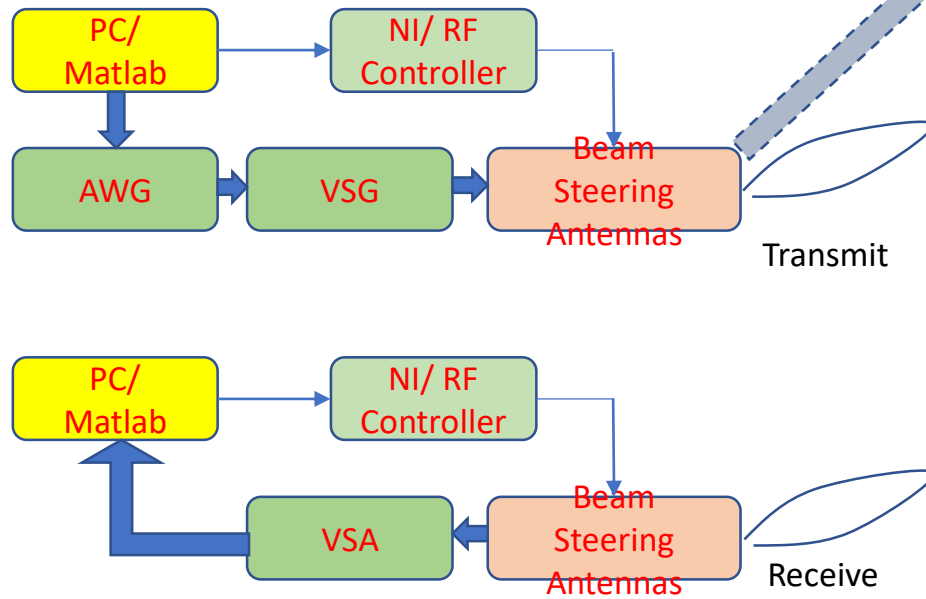 PC/
Matlab
NI/ RF
Controller
AWG
VSG
Beam
Steering
Antennas
Transmit
PC/
Matlab
NI/ RF
Controller
VSA
Beam
Steering
Antennas
Receive